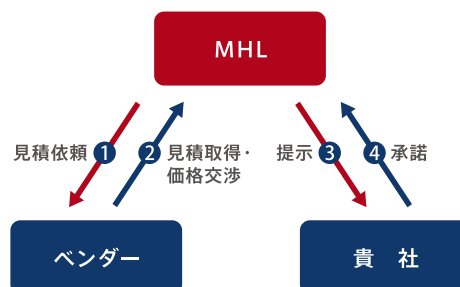 MHL
見積依頼 1
2 見積取得・
価格交渉
提示 3
4 承諾
ベンダー
貴 社